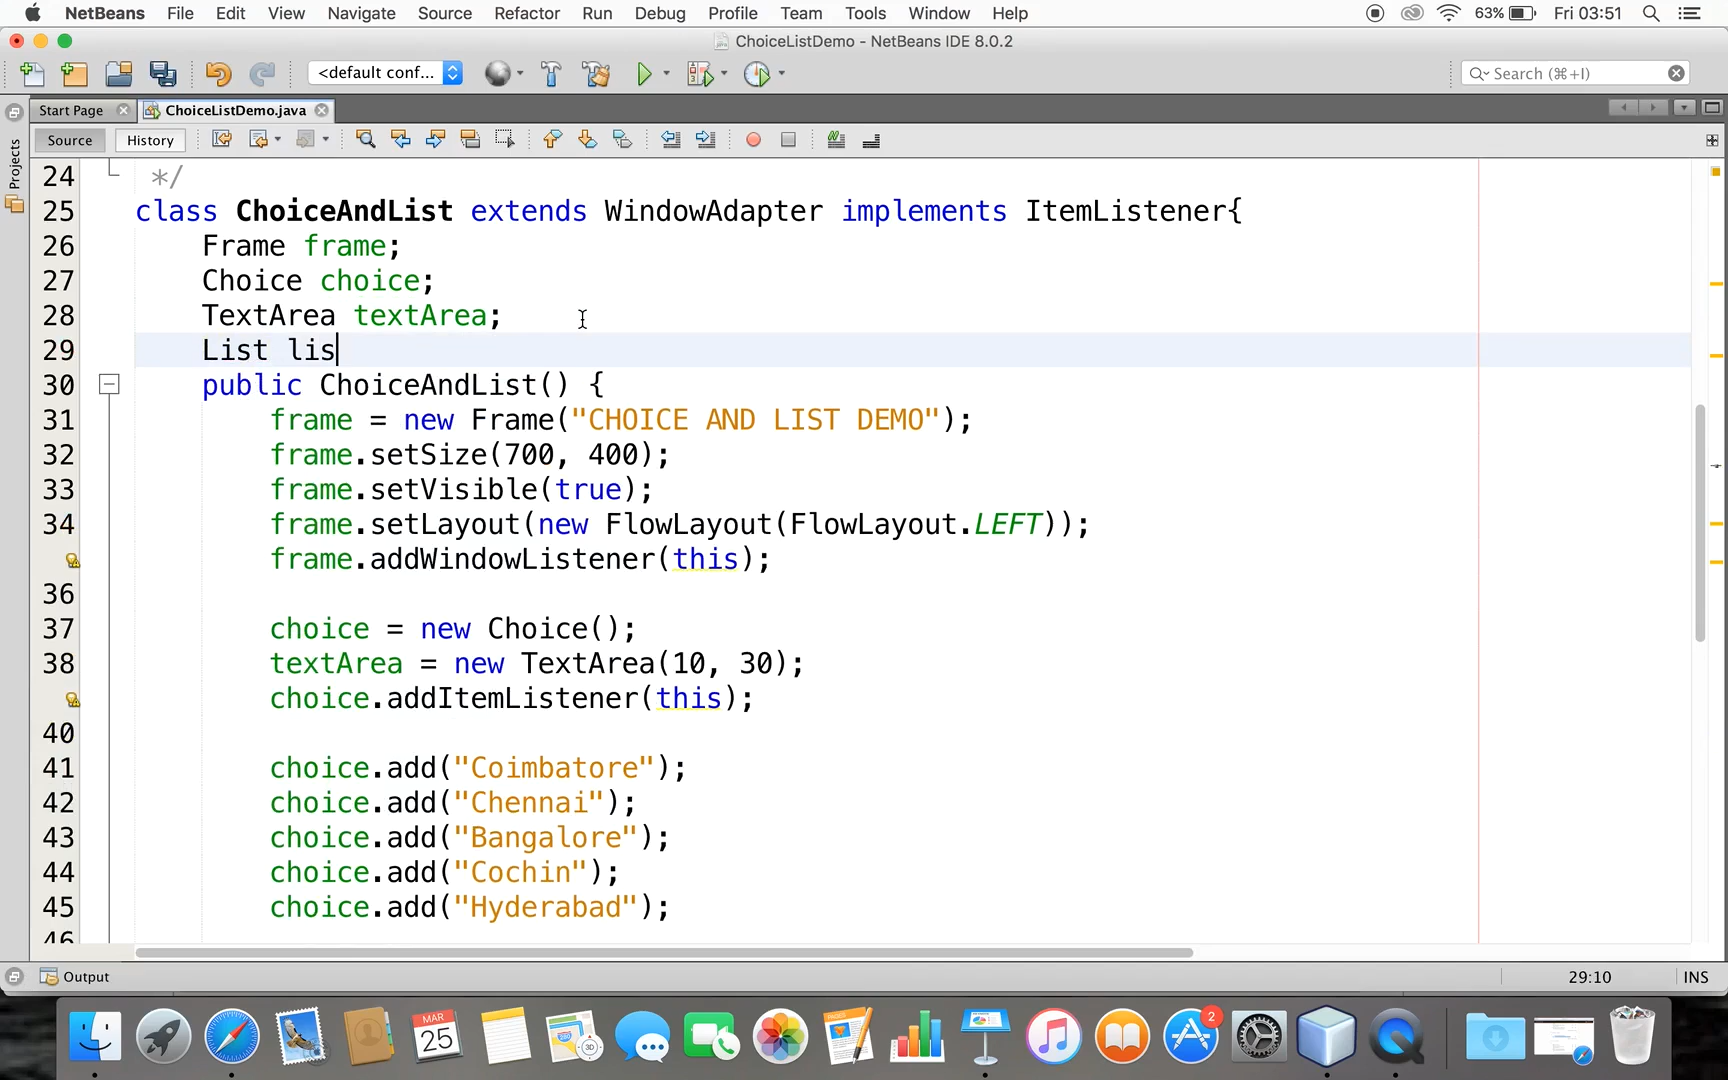 NetBeans File Edit View Navigate Source Refactor Run Debug Profile Team Tools Window Help 63% Fri 03:51
ChoiceListDemo - NetBeans IDE 8.0.2
<default conf... Search (⌘+I)
Start Page ChoiceListDemo.java
Source History
Projects
24 */
25 class ChoiceAndList extends WindowAdapter implements ItemListener{
26 Frame frame;
27 Choice choice;
28 TextArea textArea;
29 List lis
30 public ChoiceAndList() {
31 frame = new Frame("CHOICE AND LIST DEMO");
32 frame.setSize(700, 400);
33 frame.setVisible(true);
34 frame.setLayout(new FlowLayout(FlowLayout.LEFT));
frame.addWindowListener(this);
36
37 choice = new Choice();
38 textArea = new TextArea(10, 30);
choice.addItemListener(this);
40
41 choice.add("Coimbatore");
42 choice.add("Chennai");
43 choice.add("Bangalore");
44 choice.add("Cochin");
45 choice.add("Hyderabad");
46
Output 29:10 INS
MAR
25
3D
PAGES
2